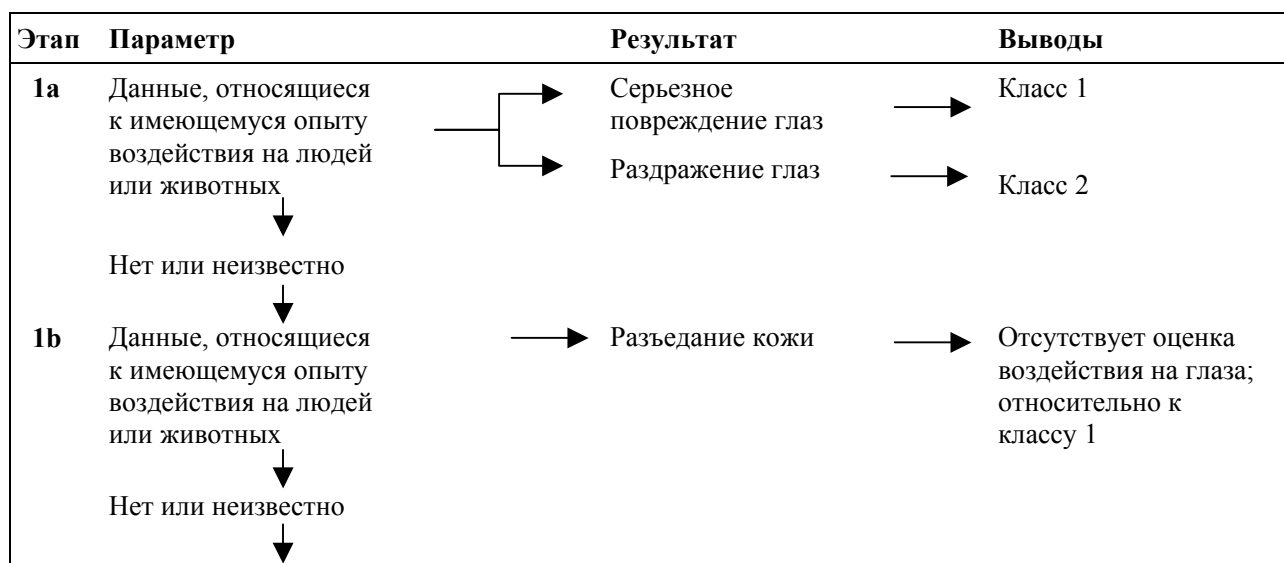 Этап Параметр Результат Выводы
1a Данные, относящиеся Серьезное Класс 1
к имеющемуся опыту повреждение глаз
воздействия на людей Раздражение глаз
или животных Класс 2
Нет или неизвестно
1b Данные, относящиеся Разъедание кожи Отсутствует оценка
к имеющемуся опыту воздействия на глаза;
воздействия на людей относительно к
или животных классу 1
Нет или неизвестно